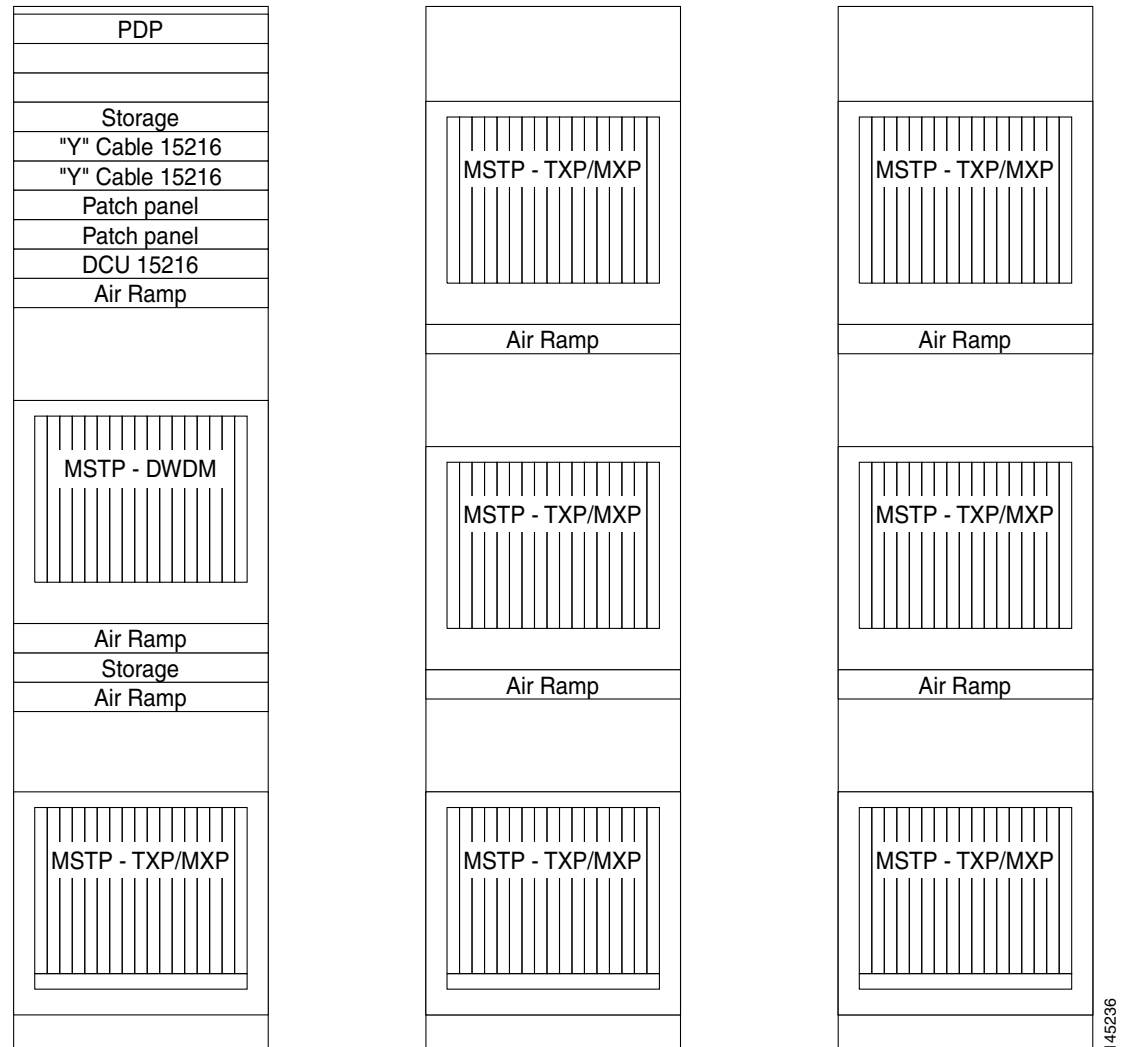 PDP
Storage
"Y" Cable 15216
"Y" Cable 15216
Patch panel
Patch panel
DCU 15216
Air Ramp
MSTP - DWDM
Air Ramp
Storage
Air Ramp
MSTP - TXP/MXP
MSTP - TXP/MXP
Air Ramp
MSTP - TXP/MXP
Air Ramp
MSTP - TXP/MXP
MSTP - TXP/MXP
Air Ramp
MSTP - TXP/MXP
Air Ramp
MSTP - TXP/MXP
145236